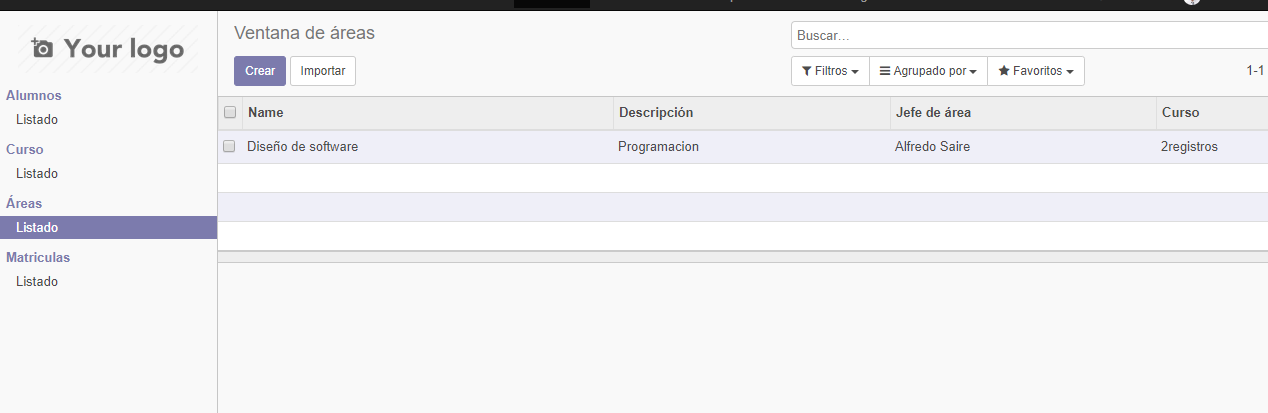 Your logo
Alumnos
Listado
Curso
Listado
Áreas
Listado
Matriculas
Listado
Ventana de áreas
Buscar...
Crear Importar
Filtros Agrupado por Favoritos 1-1
Name Descripción Jefe de área Curso
Diseño de software Programacion Alfredo Saire 2registros